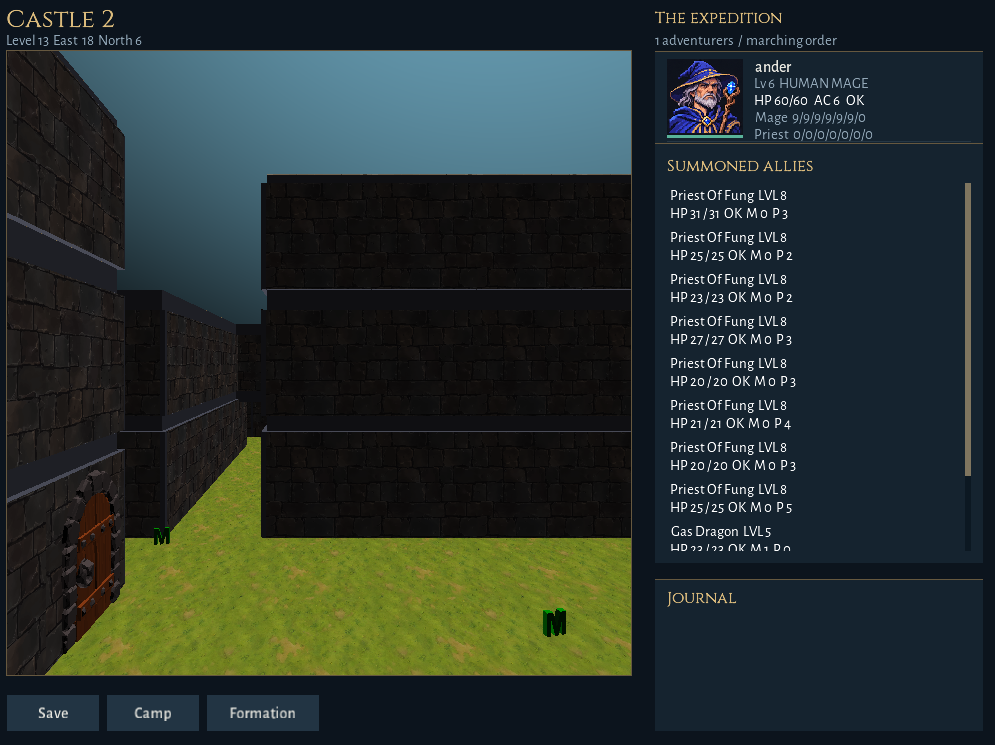 Castle 2
Level 13 East 18 North 6
M
M
Save
Camp
Formation
The expedition
1 adventurers / marching order
ander
Lv 6 HUMAN MAGE
HP 60/60 AC 6 OK
Mage 9/9/9/9/9/9/0
Priest 0/0/0/0/0/0/0
Summoned allies
Priest Of Fung LVL 8
HP 31/31 OK M 0 P 3
Priest Of Fung LVL 8
HP 25/25 OK M 0 P 2
Priest Of Fung LVL 8
HP 23/23 OK M 0 P 2
Priest Of Fung LVL 8
HP 27/27 OK M 0 P 3
Priest Of Fung LVL 8
HP 20/20 OK M 0 P 3
Priest Of Fung LVL 8
HP 21/21 OK M 0 P 4
Priest Of Fung LVL 8
HP 20/20 OK M 0 P 3
Priest Of Fung LVL 8
HP 25/25 OK M 0 P 5
Gas Dragon LVL 5
HP 23/23 OK M 1 P 0
Journal